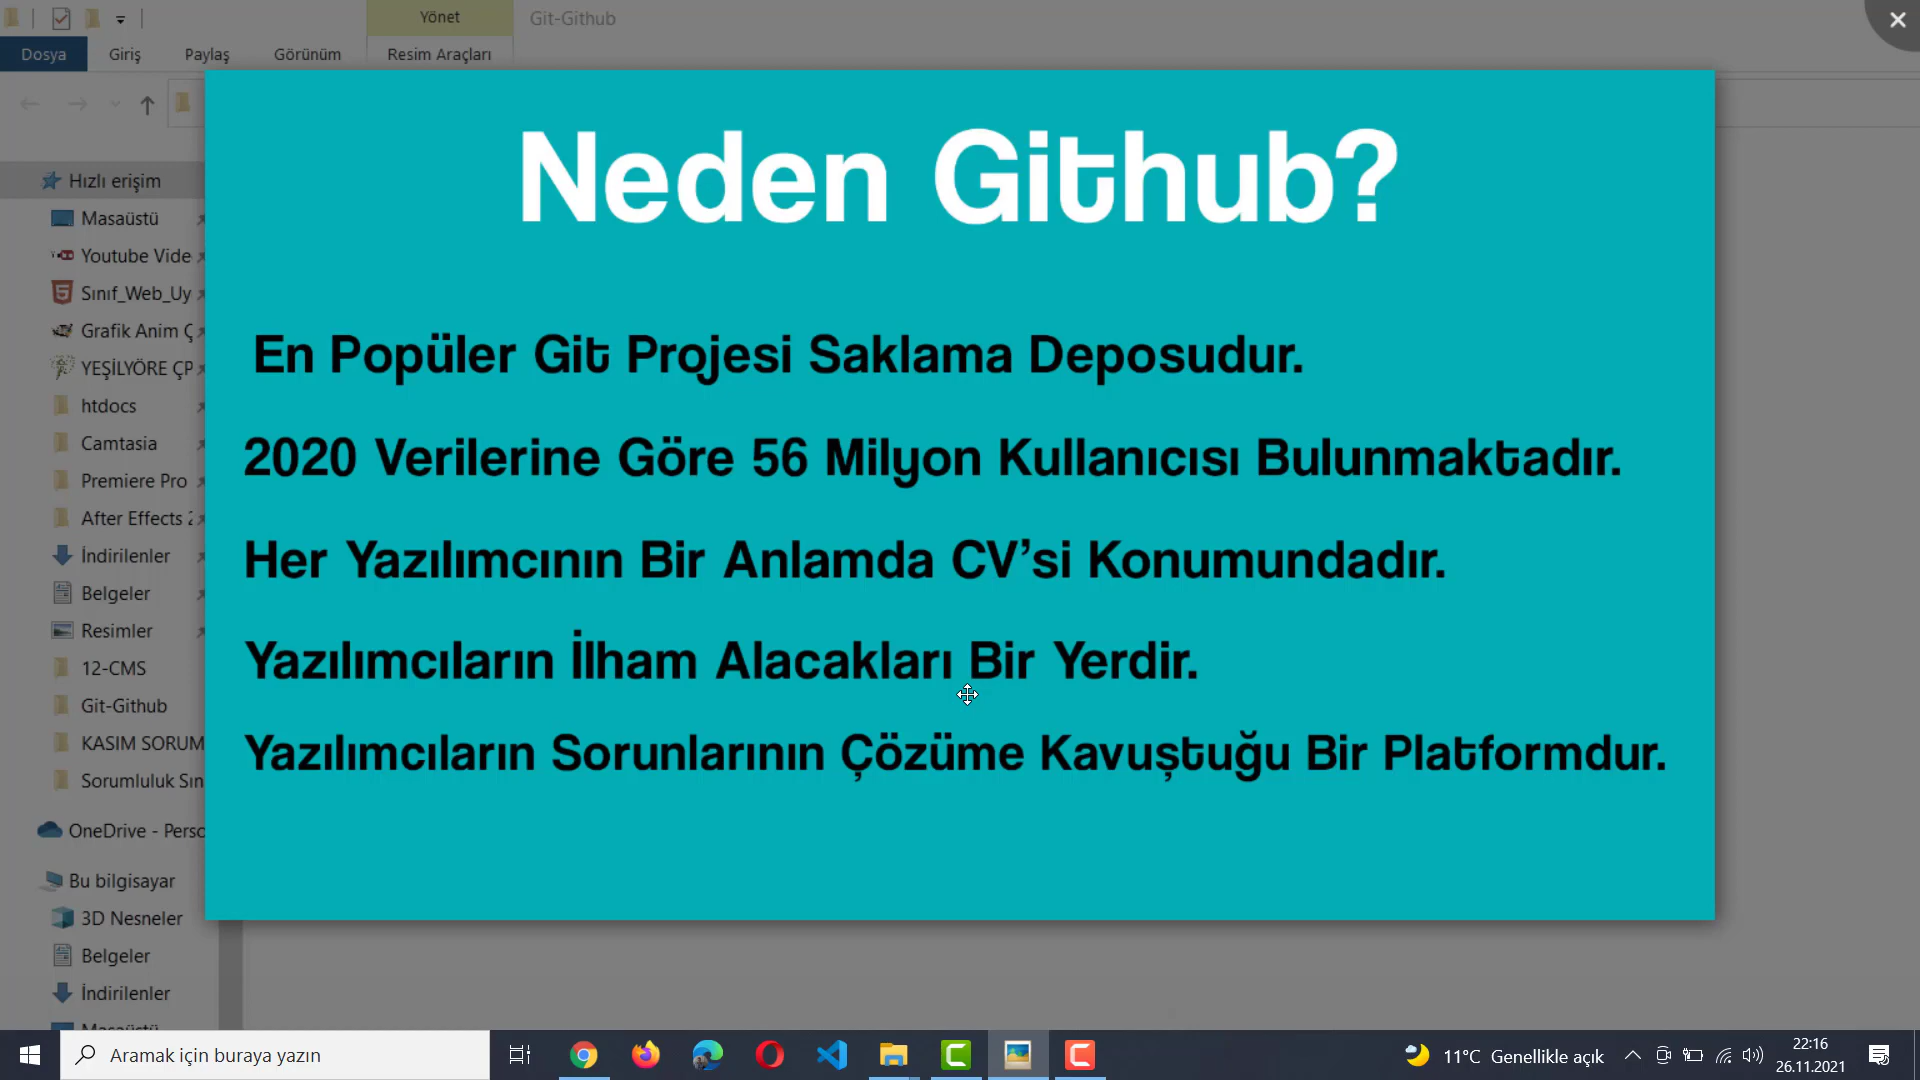 Yönet
Git-Github
Dosya
Giriş
Paylaş
Görünüm
Resim Araçları
Neden Github?
En Popüler Git Projesi Saklama Deposudur.
2020 Verilerine Göre 56 Milyon Kullanıcısı Bulunmaktadır.
Her Yazılımcının Bir Anlamda CV'si Konumundadır.
Yazılımcıların İlham Alacakları Bir Yerdir.
Yazılımcıların Sorunlarının Çözüme Kavuştuğu Bir Platformdur.
Hızlı erişim
Masaüstü
Youtube Vide
Sınıf_Web_Uy
Grafik Anim Ç
YEŞİLYÖRE ÇP
htdocs
Camtasia
Premiere Pro
After Effects 2
İndirilenler
Belgeler
Resimler
12-CMS
Git-Github
KASIM SORUM
Sorumluluk Sın
OneDrive - Perso
Bu bilgisayar
3D Nesneler
Belgeler
İndirilenler
Masaüstü
Aramak için buraya yazın
11°C Genellikle açık
22:16
26.11.2021